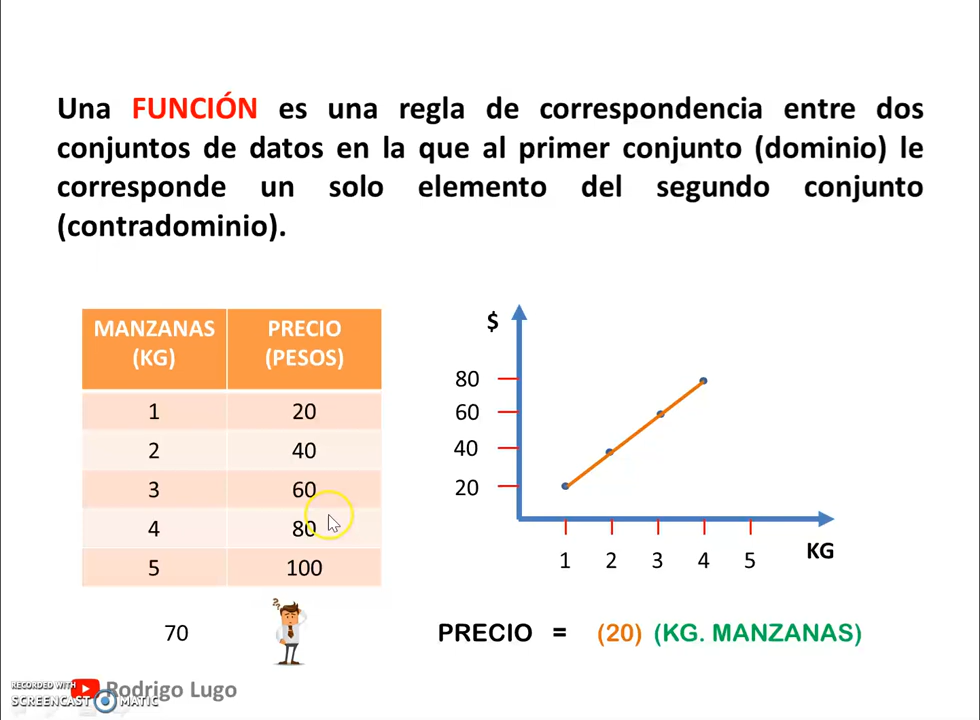 Una FUNCIÓN es una regla de correspondencia entre dos
conjuntos de datos en la que al primer conjunto (dominio) le
corresponde un solo elemento del segundo conjunto
(contradominio).
MANZANAS (KG) PRECIO (PESOS)
1 20
2 40
3 60
4 80
5 100
70
??
$
80
60
40
20
1 2 3 4 5
KG
PRECIO = (20) (KG. MANZANAS)
RECORDED WITH
SCREENCAST MATIC
Rodrigo Lugo